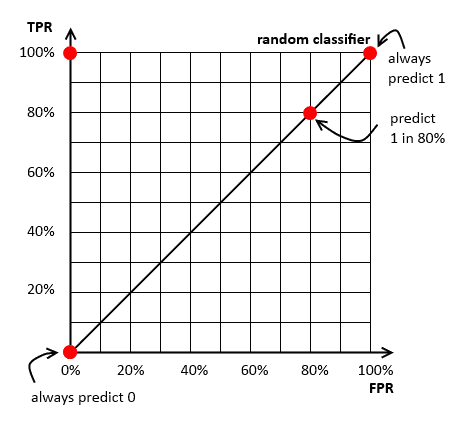 TPR
random classifier
100%
always
predict 1
80%
predict
1 in 80%
60%
40%
20%
0%
20%
40%
60%
80%
100%
FPR
always predict 0